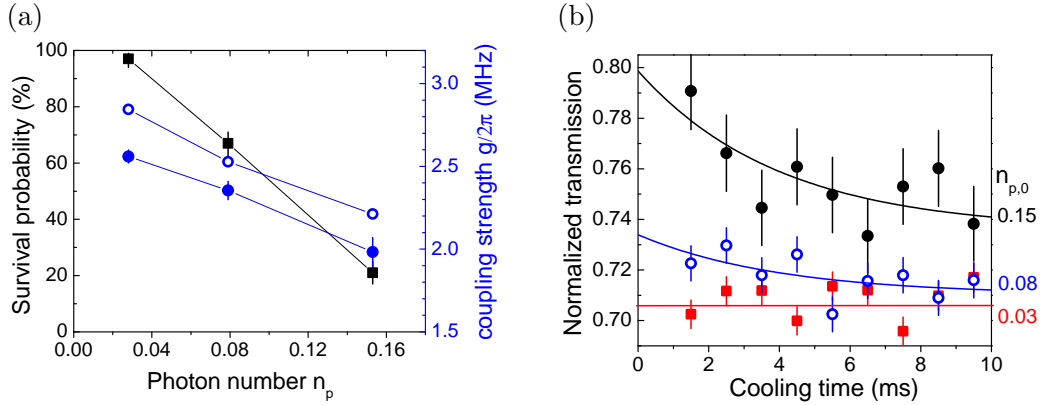 (a)
100
80
60
40
20
0
Survival probability (%)
0.00 0.04 0.08 0.12 0.16
Photon number n_p
3.0
2.5
2.0
1.5
coupling strength g/2π (MHz)
(b)
0.80
0.78
0.76
0.74
0.72
0.70
Normalized transmission
0 2 4 6 8 10
Cooling time (ms)
n_p,0
0.15
0.08
0.03